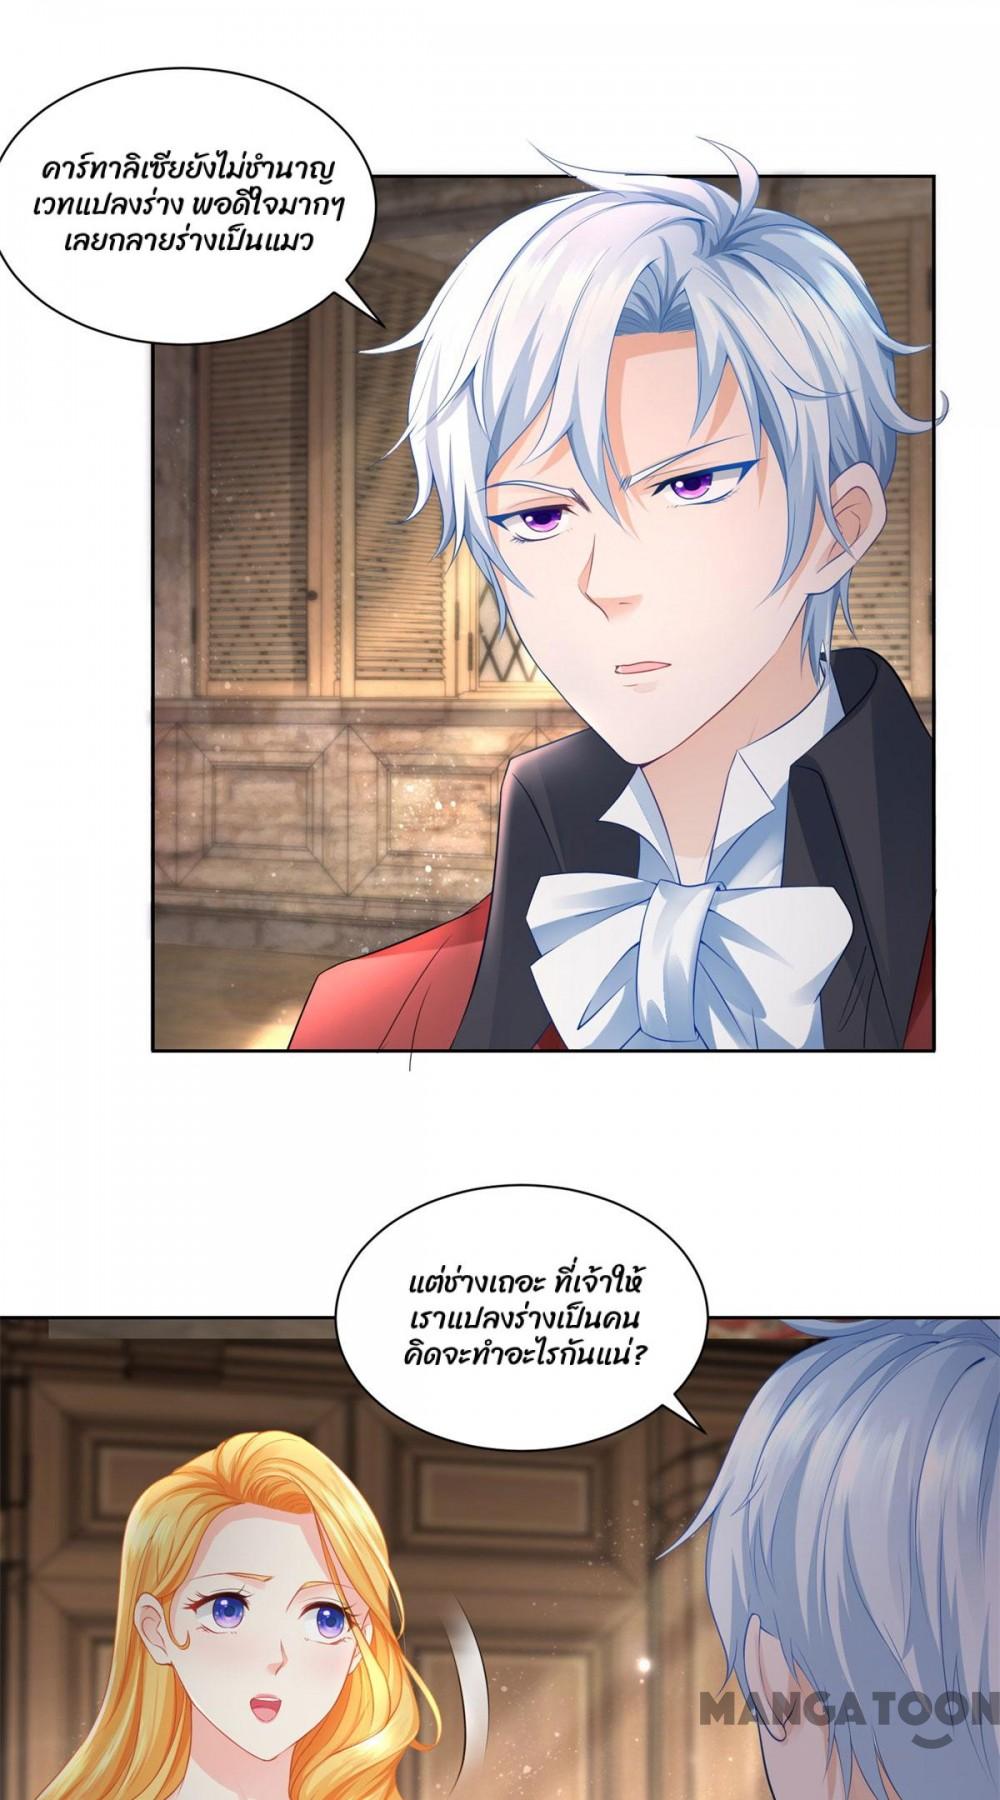 คาร์ทาลิเซียยังไม่ชำนาญ
เวทแปลงร่าง พอดีใจมากๆ
เลยกลายร่างเป็นแมว
แต่ช่างเถอะ ที่เจ้าให้
เราแปลงร่างเป็นคน
คิดจะทำอะไรกันแน่?
MANGATOON